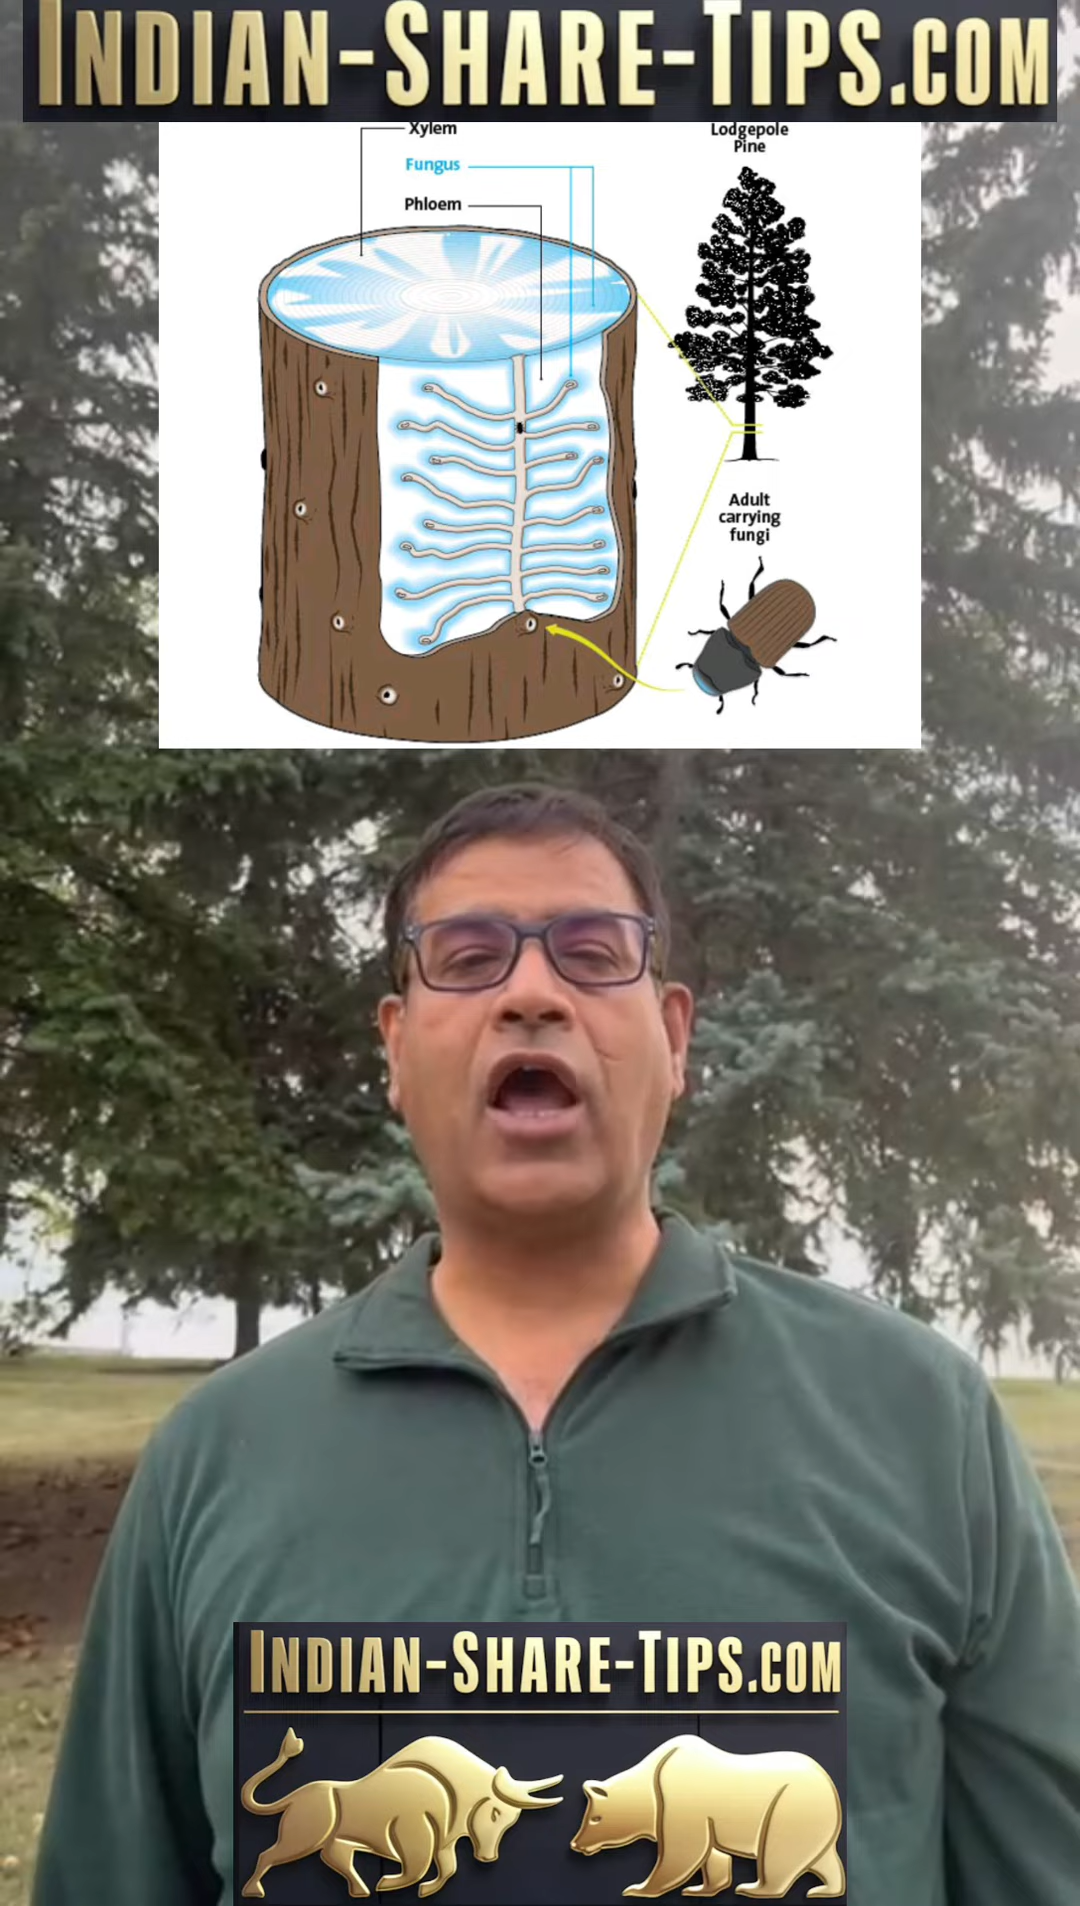 INDIAN-SHARE-TIPS.COM
Xylem
Fungus
Phloem
Lodgepole
Pine
Adult
carrying
fungi
INDIAN-SHARE-TIPS.COM